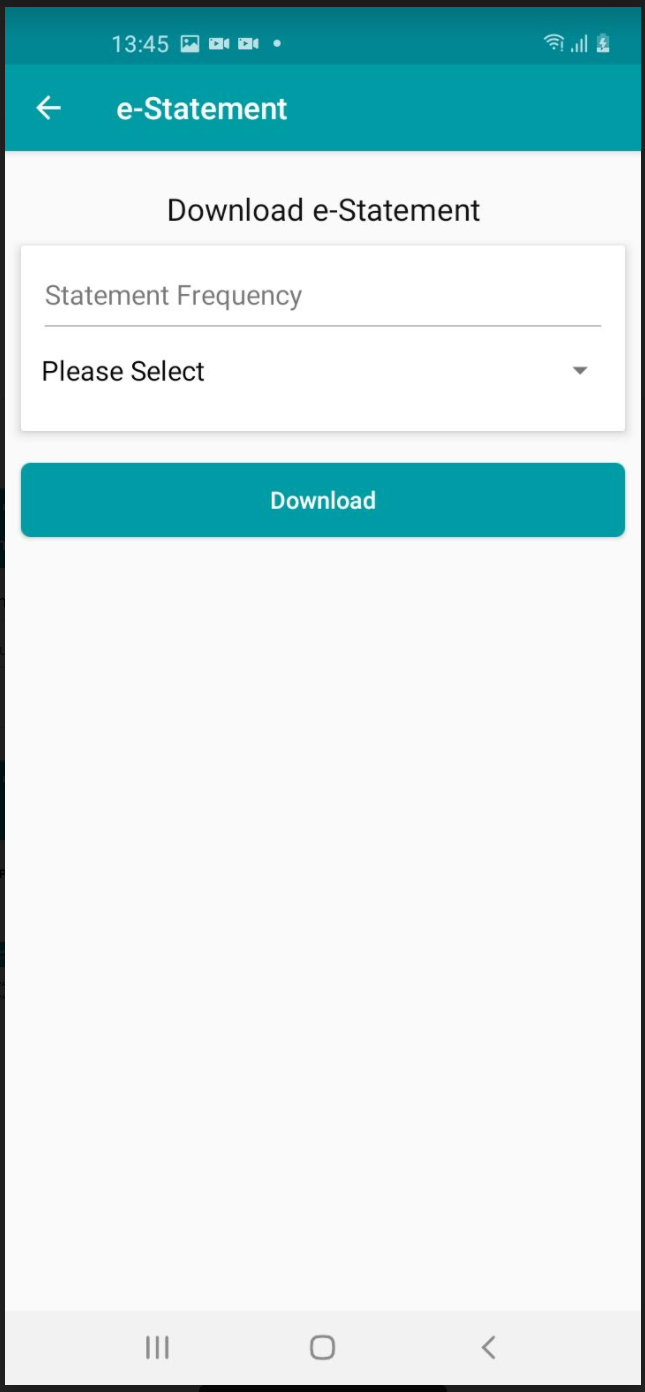 13:45
e-Statement
Download e-Statement
Statement Frequency
Please Select
Download